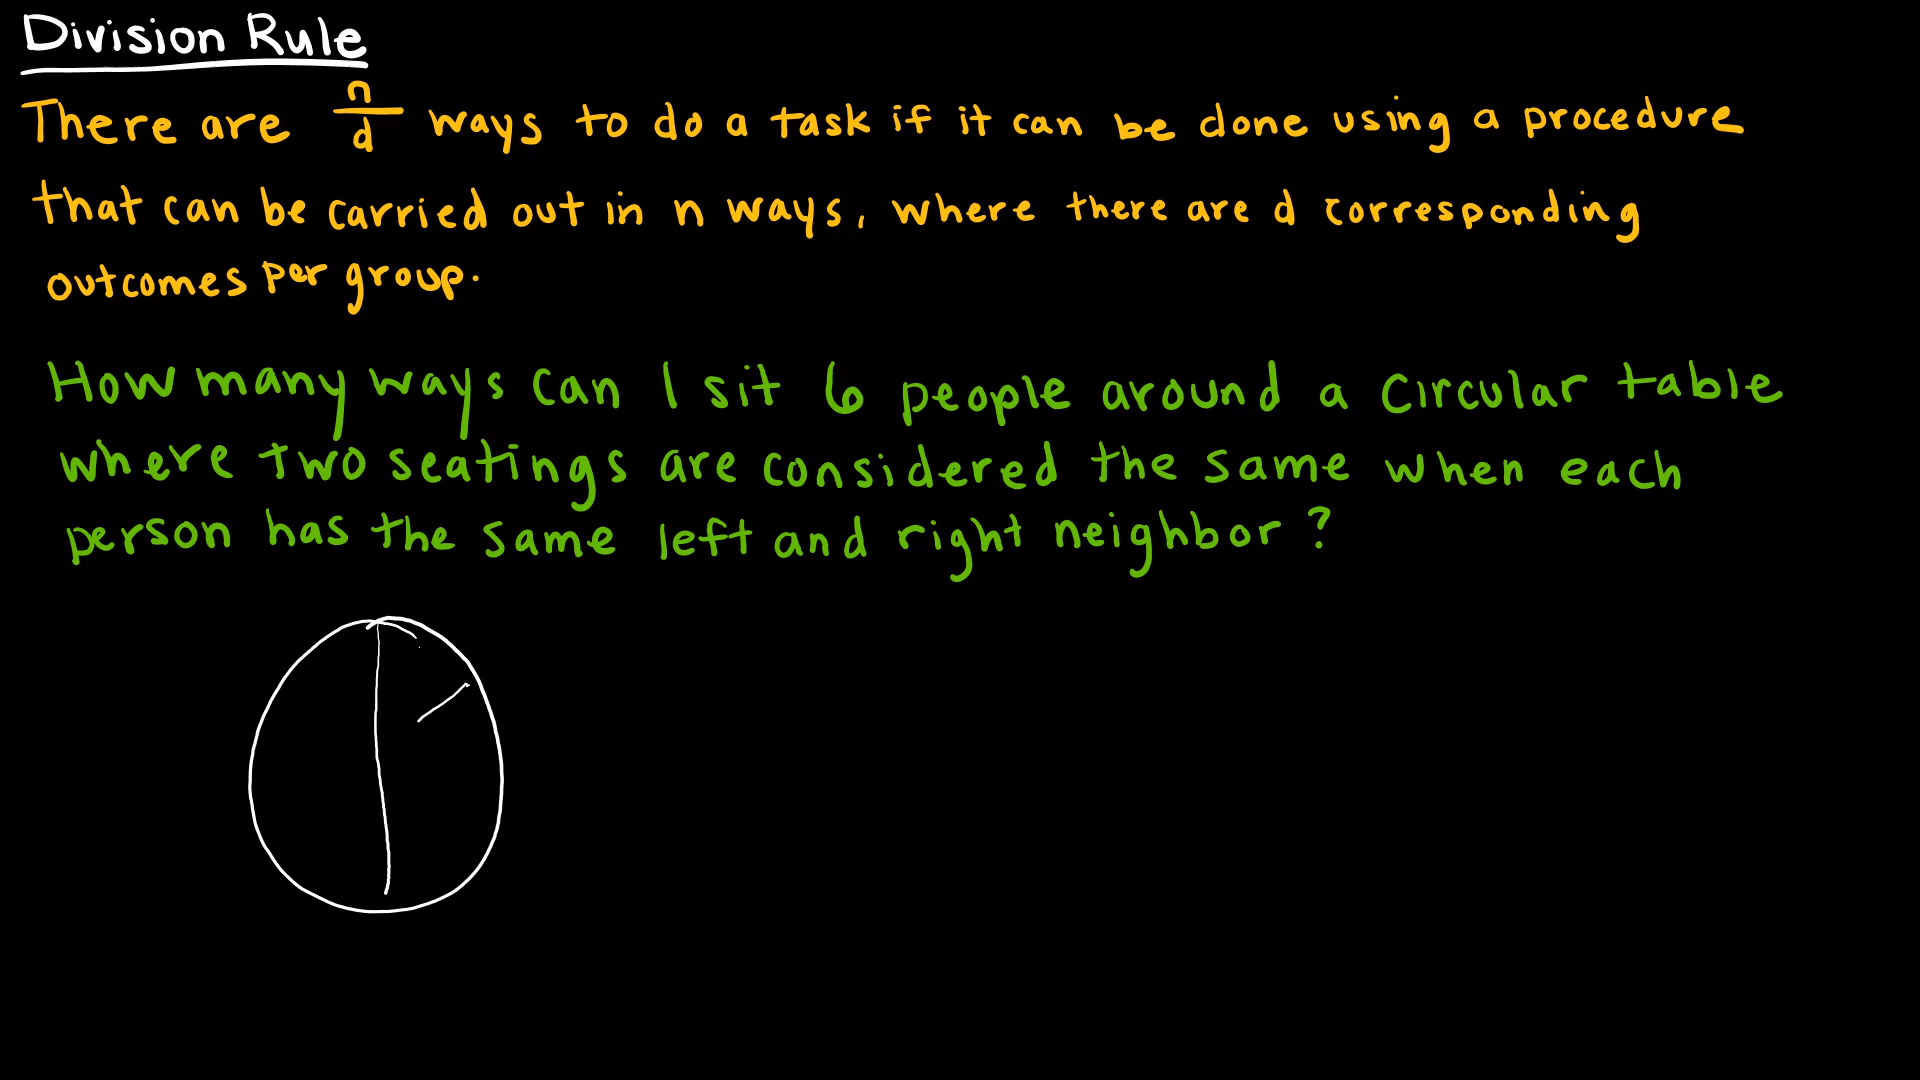 Division Rule
There are n/d ways to do a task if it can be done using a procedure
that can be carried out in n ways, where there are d corresponding
outcomes per group.
How many ways can I sit 6 people around a circular table
where two seatings are considered the same when each
person has the same left and right neighbor?